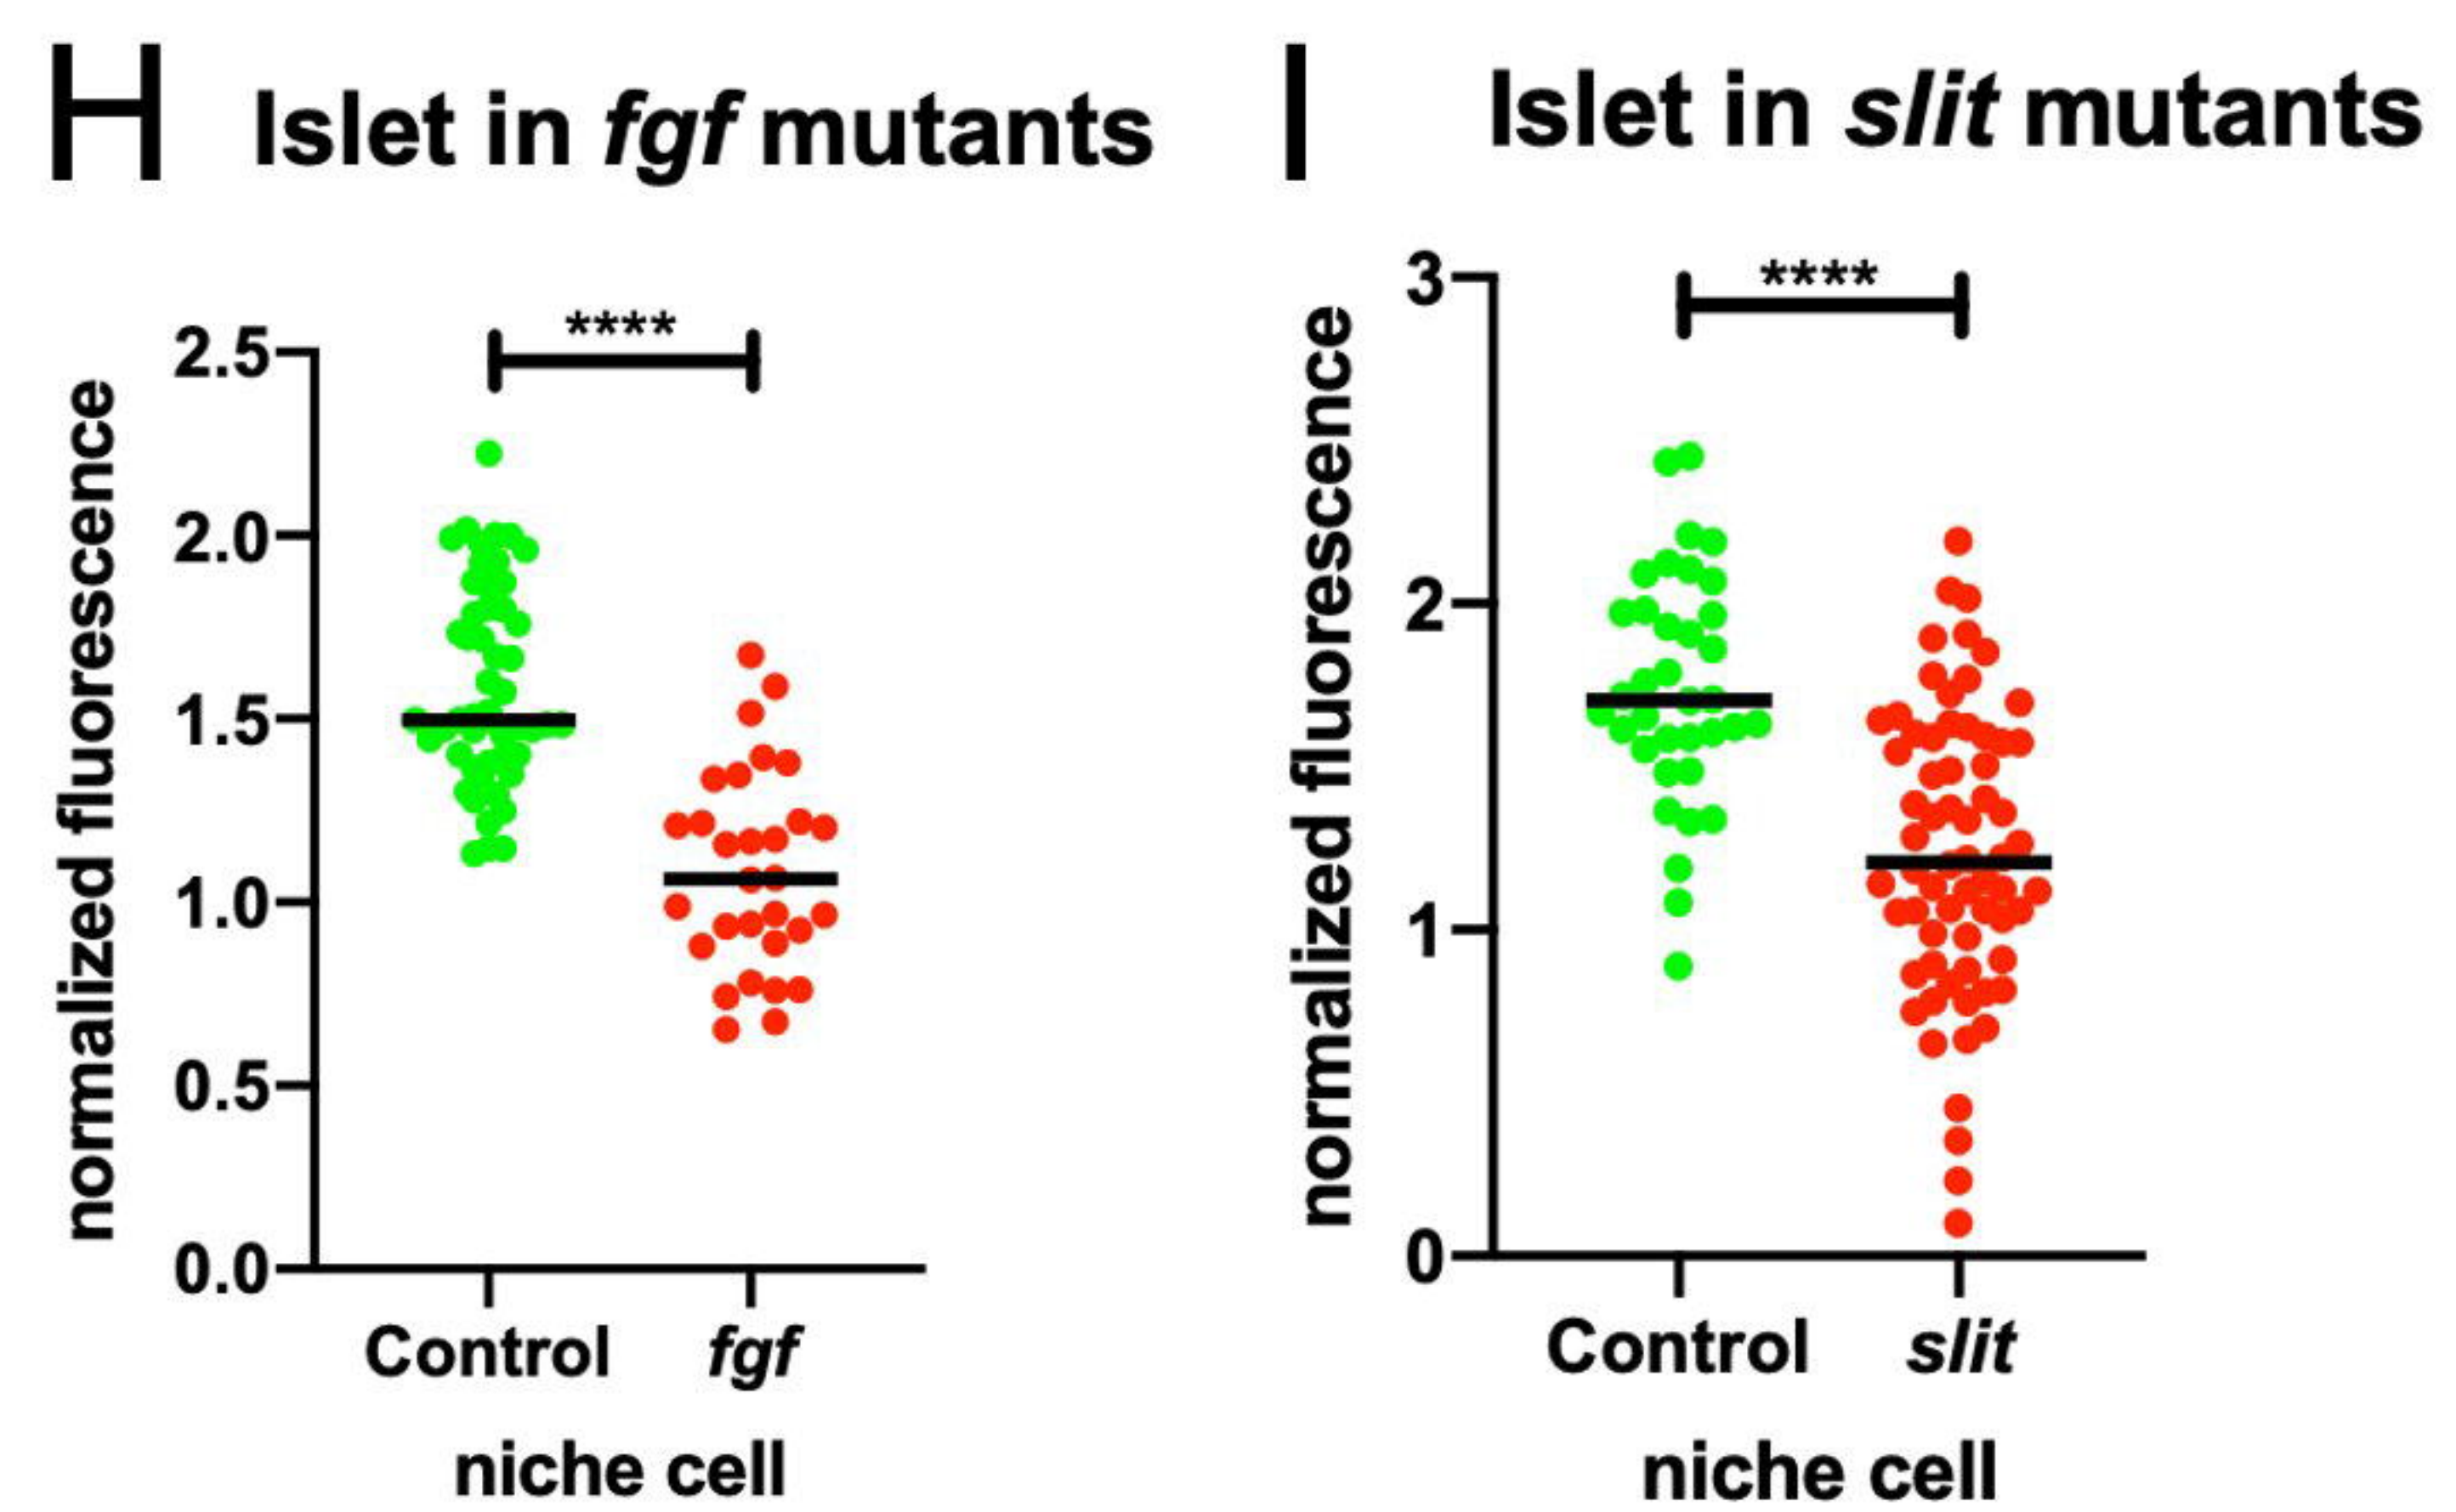 H Islet in fgf mutants
****
normalized fluorescence
2.5
2.0
1.5
1.0
0.5
0.0
Control fgf
niche cell
I Islet in slit mutants
****
normalized fluorescence
3
2
1
0
Control slit
niche cell